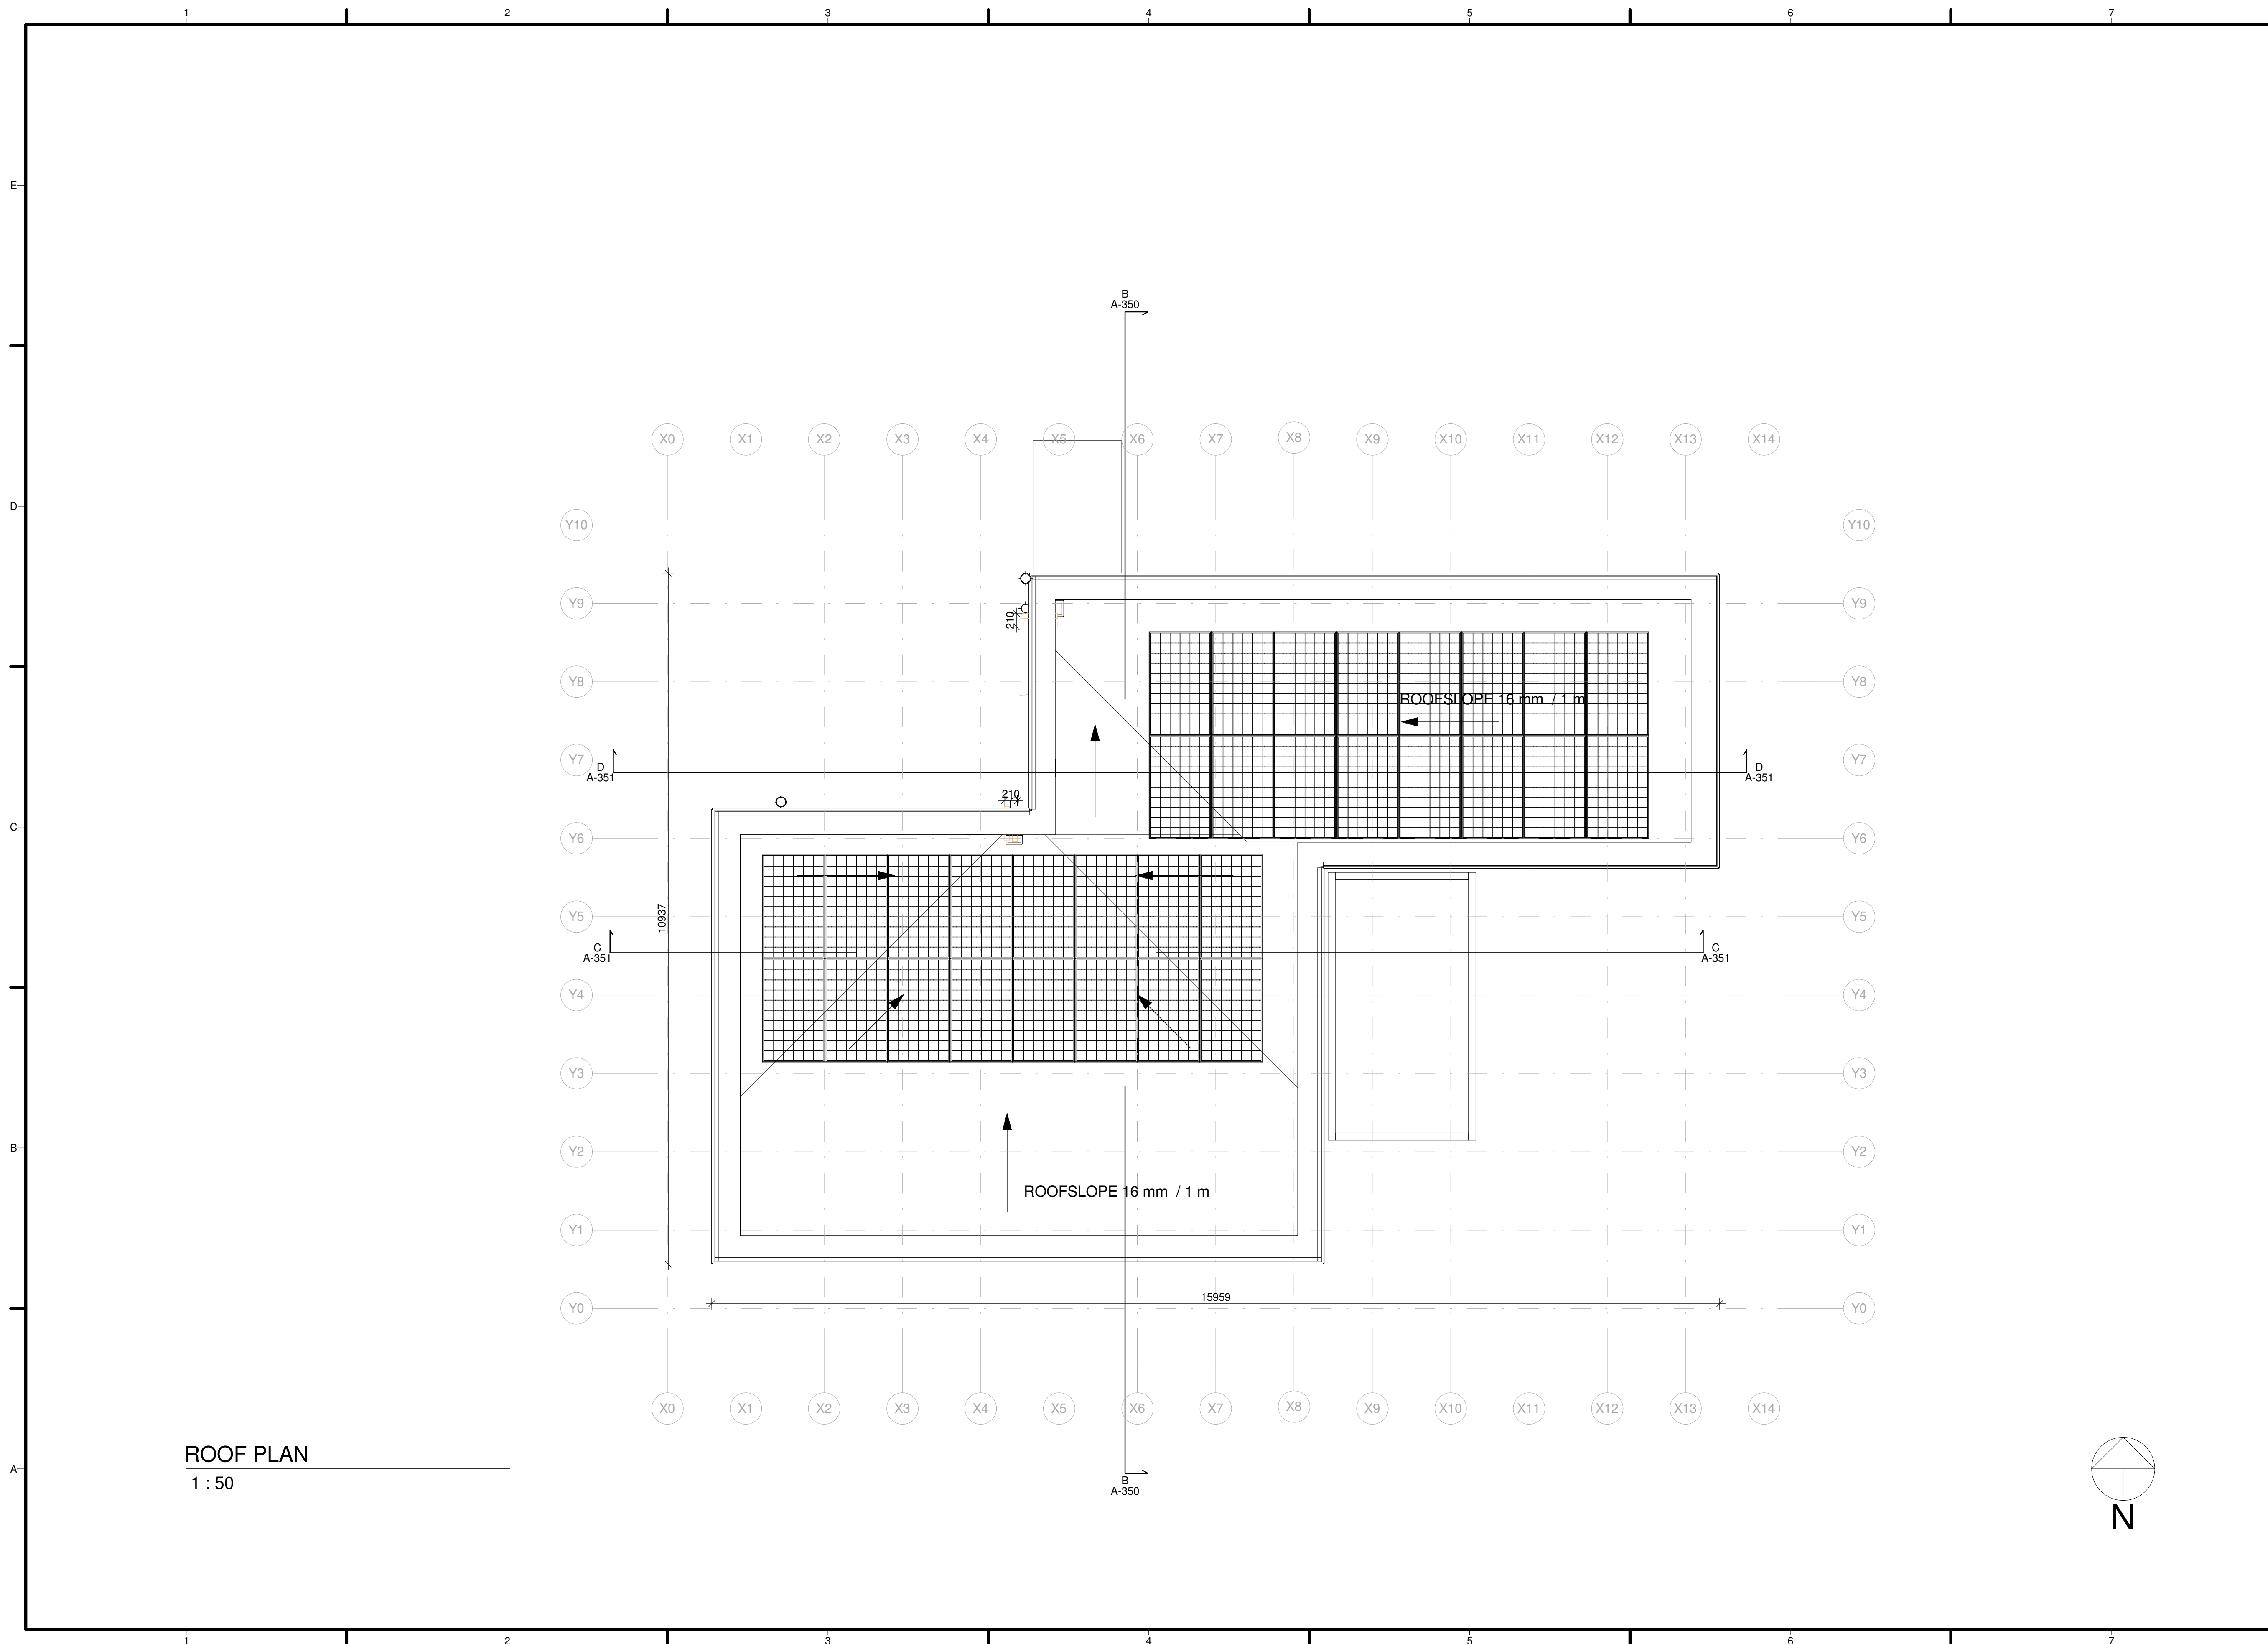 1 2 3 4 5 6 7
E
B
A-350
X0 X1 X2 X3 X4 X5 X6 X7 X8 X9 X10 X11 X12 X13 X14
D
Y10 Y10
Y9 Y9
210
Y8 Y8
ROOFSLOPE 16 mm / 1 m
Y7 Y7
D D
A-351 A-351
210
C
Y6 Y6
10937
Y5 Y5
C C
A-351 A-351
Y4 Y4
Y3 Y3
B
Y2 Y2
ROOFSLOPE 16 mm / 1 m
Y1 Y1
15959
Y0 Y0
X0 X1 X2 X3 X4 X5 X6 X7 X8 X9 X10 X11 X12 X13 X14
ROOF PLAN
A
1 : 50
B
A-350
N
1 2 3 4 5 6 7